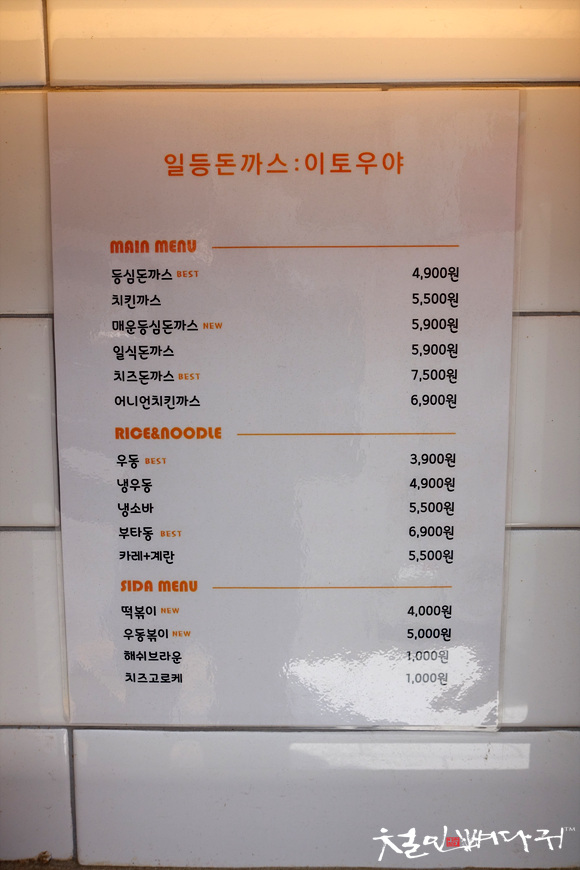 일등돈까스:이토우야
MAIN MENU
등심돈까스 BEST 4,900원
치킨까스 5,500원
매운등심돈까스 NEW 5,900원
일식돈까스 5,900원
치즈돈까스 BEST 7,500원
어니언치킨까스 6,900원
RICE&NOODLE
우동 BEST 3,900원
냉우동 4,900원
냉소바 5,500원
부타동 BEST 6,900원
카레+계란 5,500원
SIDA MENU
떡볶이 NEW 4,000원
우동볶이 NEW 5,000원
해쉬브라운 1,000원
치즈고로케 1,000원